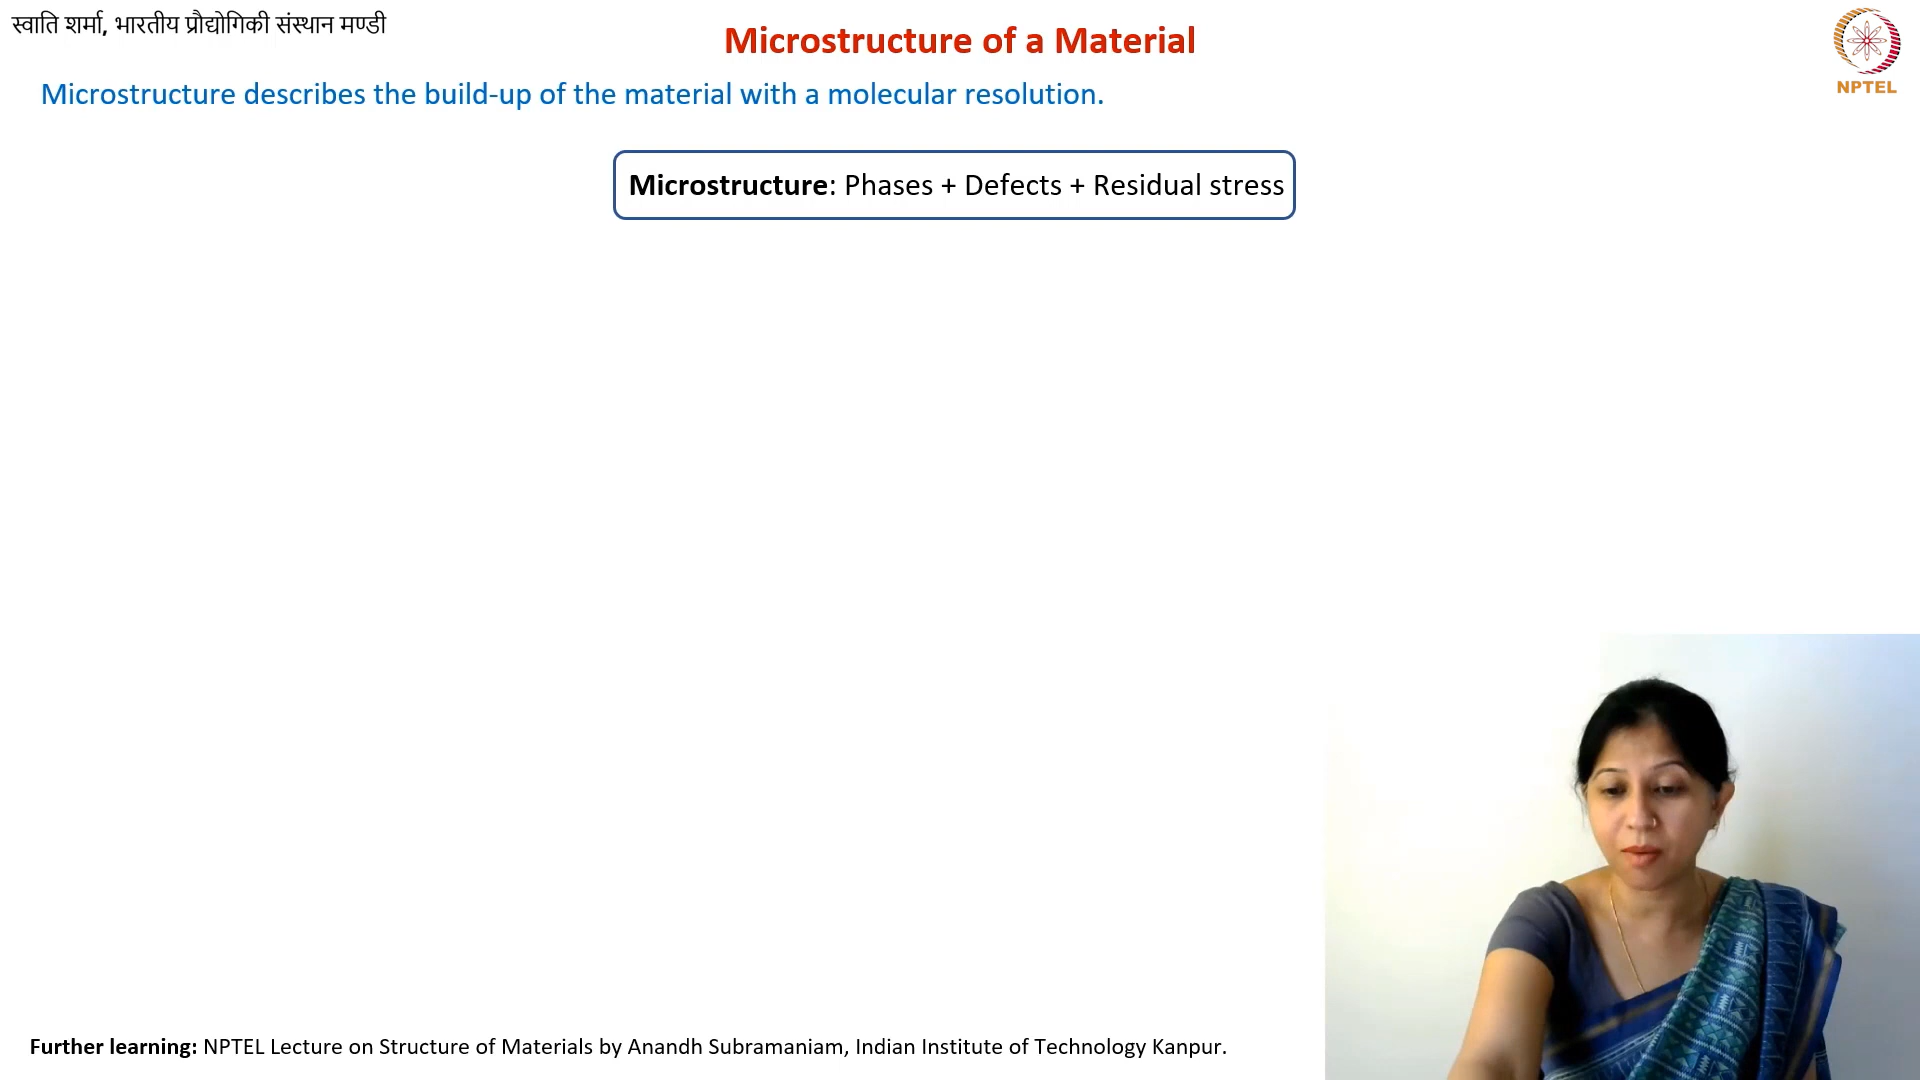 स्वाति शर्मा, भारतीय प्रौद्योगिकी संस्थान मण्डी
Microstructure of a Material
NPTEL
Microstructure describes the build-up of the material with a molecular resolution.
Microstructure: Phases + Defects + Residual stress
Further learning: NPTEL Lecture on Structure of Materials by Anandh Subramaniam, Indian Institute of Technology Kanpur.